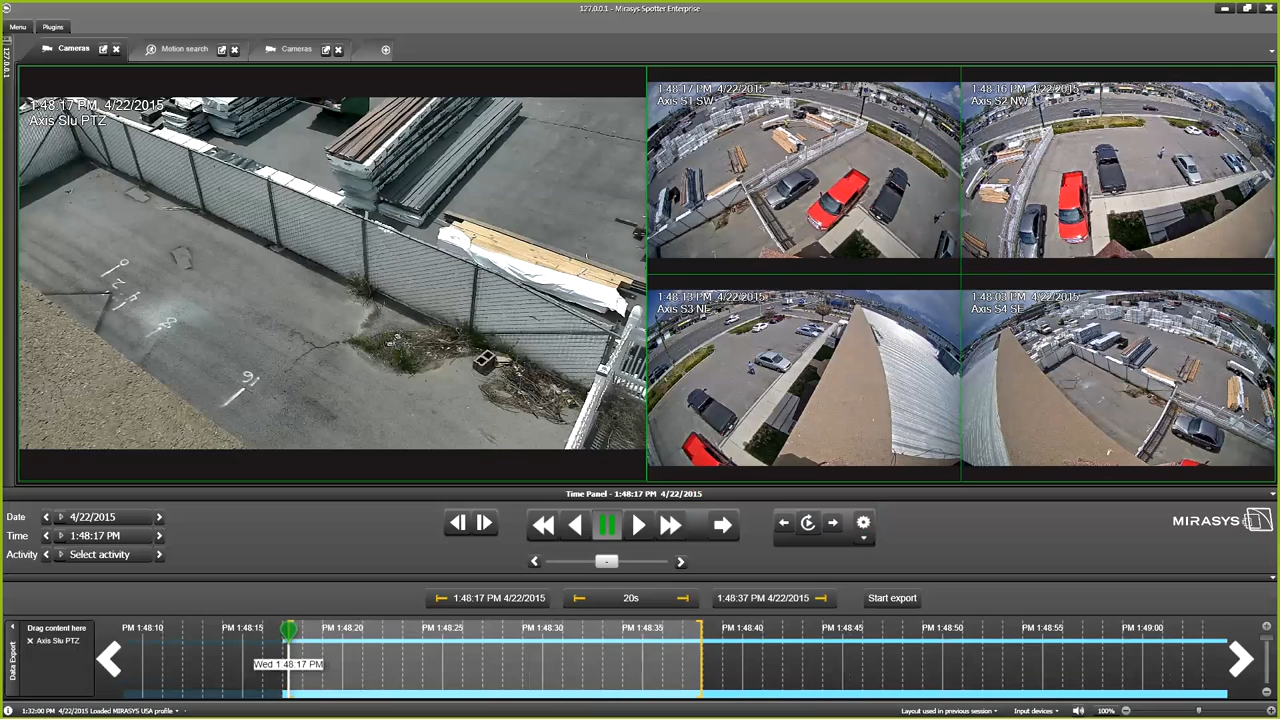 127.0.0.1 - Mirasys Spotter Enterprise
Menu
Plugins
127.0.0.1
Cameras
Motion search
Cameras
1:48:17 PM, 4/22/2015
Axis Slu PTZ
1:48:17 PM, 4/22/2015
Axis S1 SW
1:48:16 PM, 4/22/2015
Axis S2 NW
1:48:13 PM, 4/22/2015
Axis S3 NE
1:48:03 PM, 4/22/2015
Axis S4 SE
Time Panel - 1:48:17 PM 4/22/2015
Date
4/22/2015
Time
1:48:17 PM
Activity
Select activity
MIRASYS
1:48:17 PM 4/22/2015
20s
1:48:37 PM 4/22/2015
Start export
Data Export
Drag content here
Axis Slu PTZ
PM 1:48:10
PM 1:48:15
PM 1:48:20
PM 1:48:25
PM 1:48:30
PM 1:48:35
PM 1:48:40
PM 1:48:45
PM 1:48:50
PM 1:48:55
PM 1:49:00
Wed 1:48:17 PM
1:32:00 PM 4/22/2015 Loaded MIRASYS USA profile
Layout used in previous session
Input devices
100%